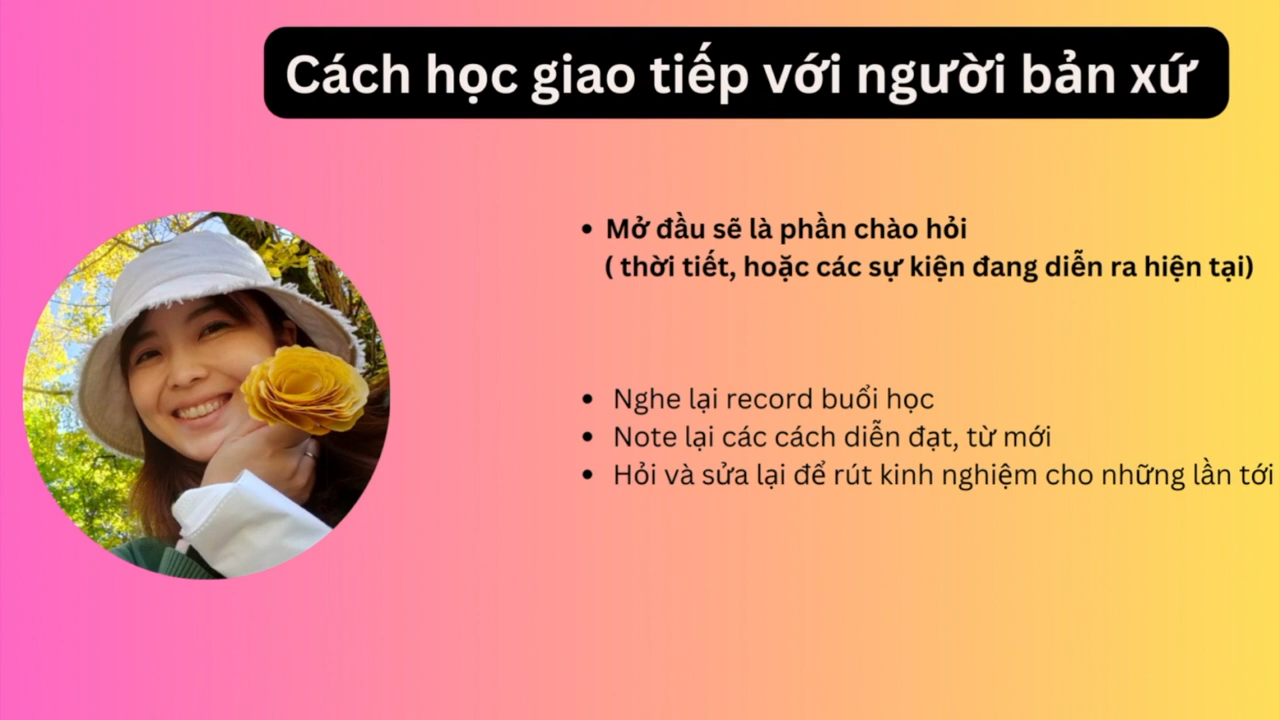 Cách học giao tiếp với người bản xứ
• Mở đầu sẽ là phần chào hỏi
( thời tiết, hoặc các sự kiện đang diễn ra hiện tại)
• Nghe lại record buổi học
• Note lại các cách diễn đạt, từ mới
• Hỏi và sửa lại để rút kinh nghiệm cho những lần tới